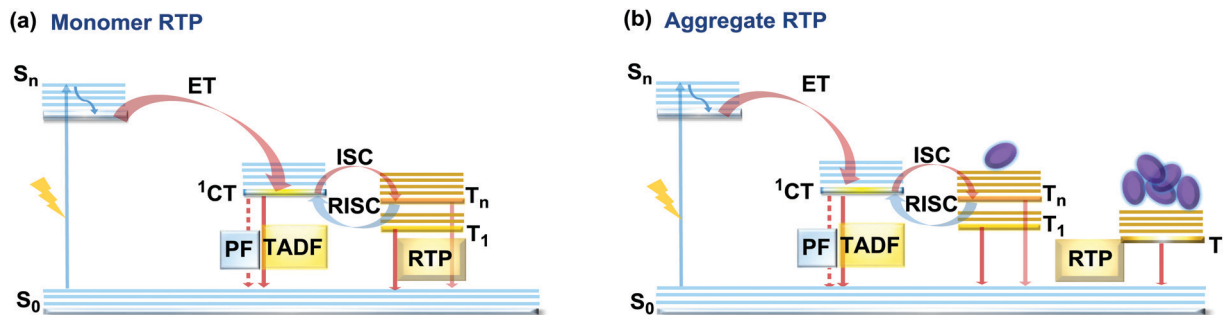 (a) Monomer RTP
Sn
ET
ISC
¹CT
RISC
Tn
T1
PF
TADF
RTP
S0
(b) Aggregate RTP
Sn
ET
ISC
¹CT
RISC
Tn
T1
PF
TADF
RTP
T
S0